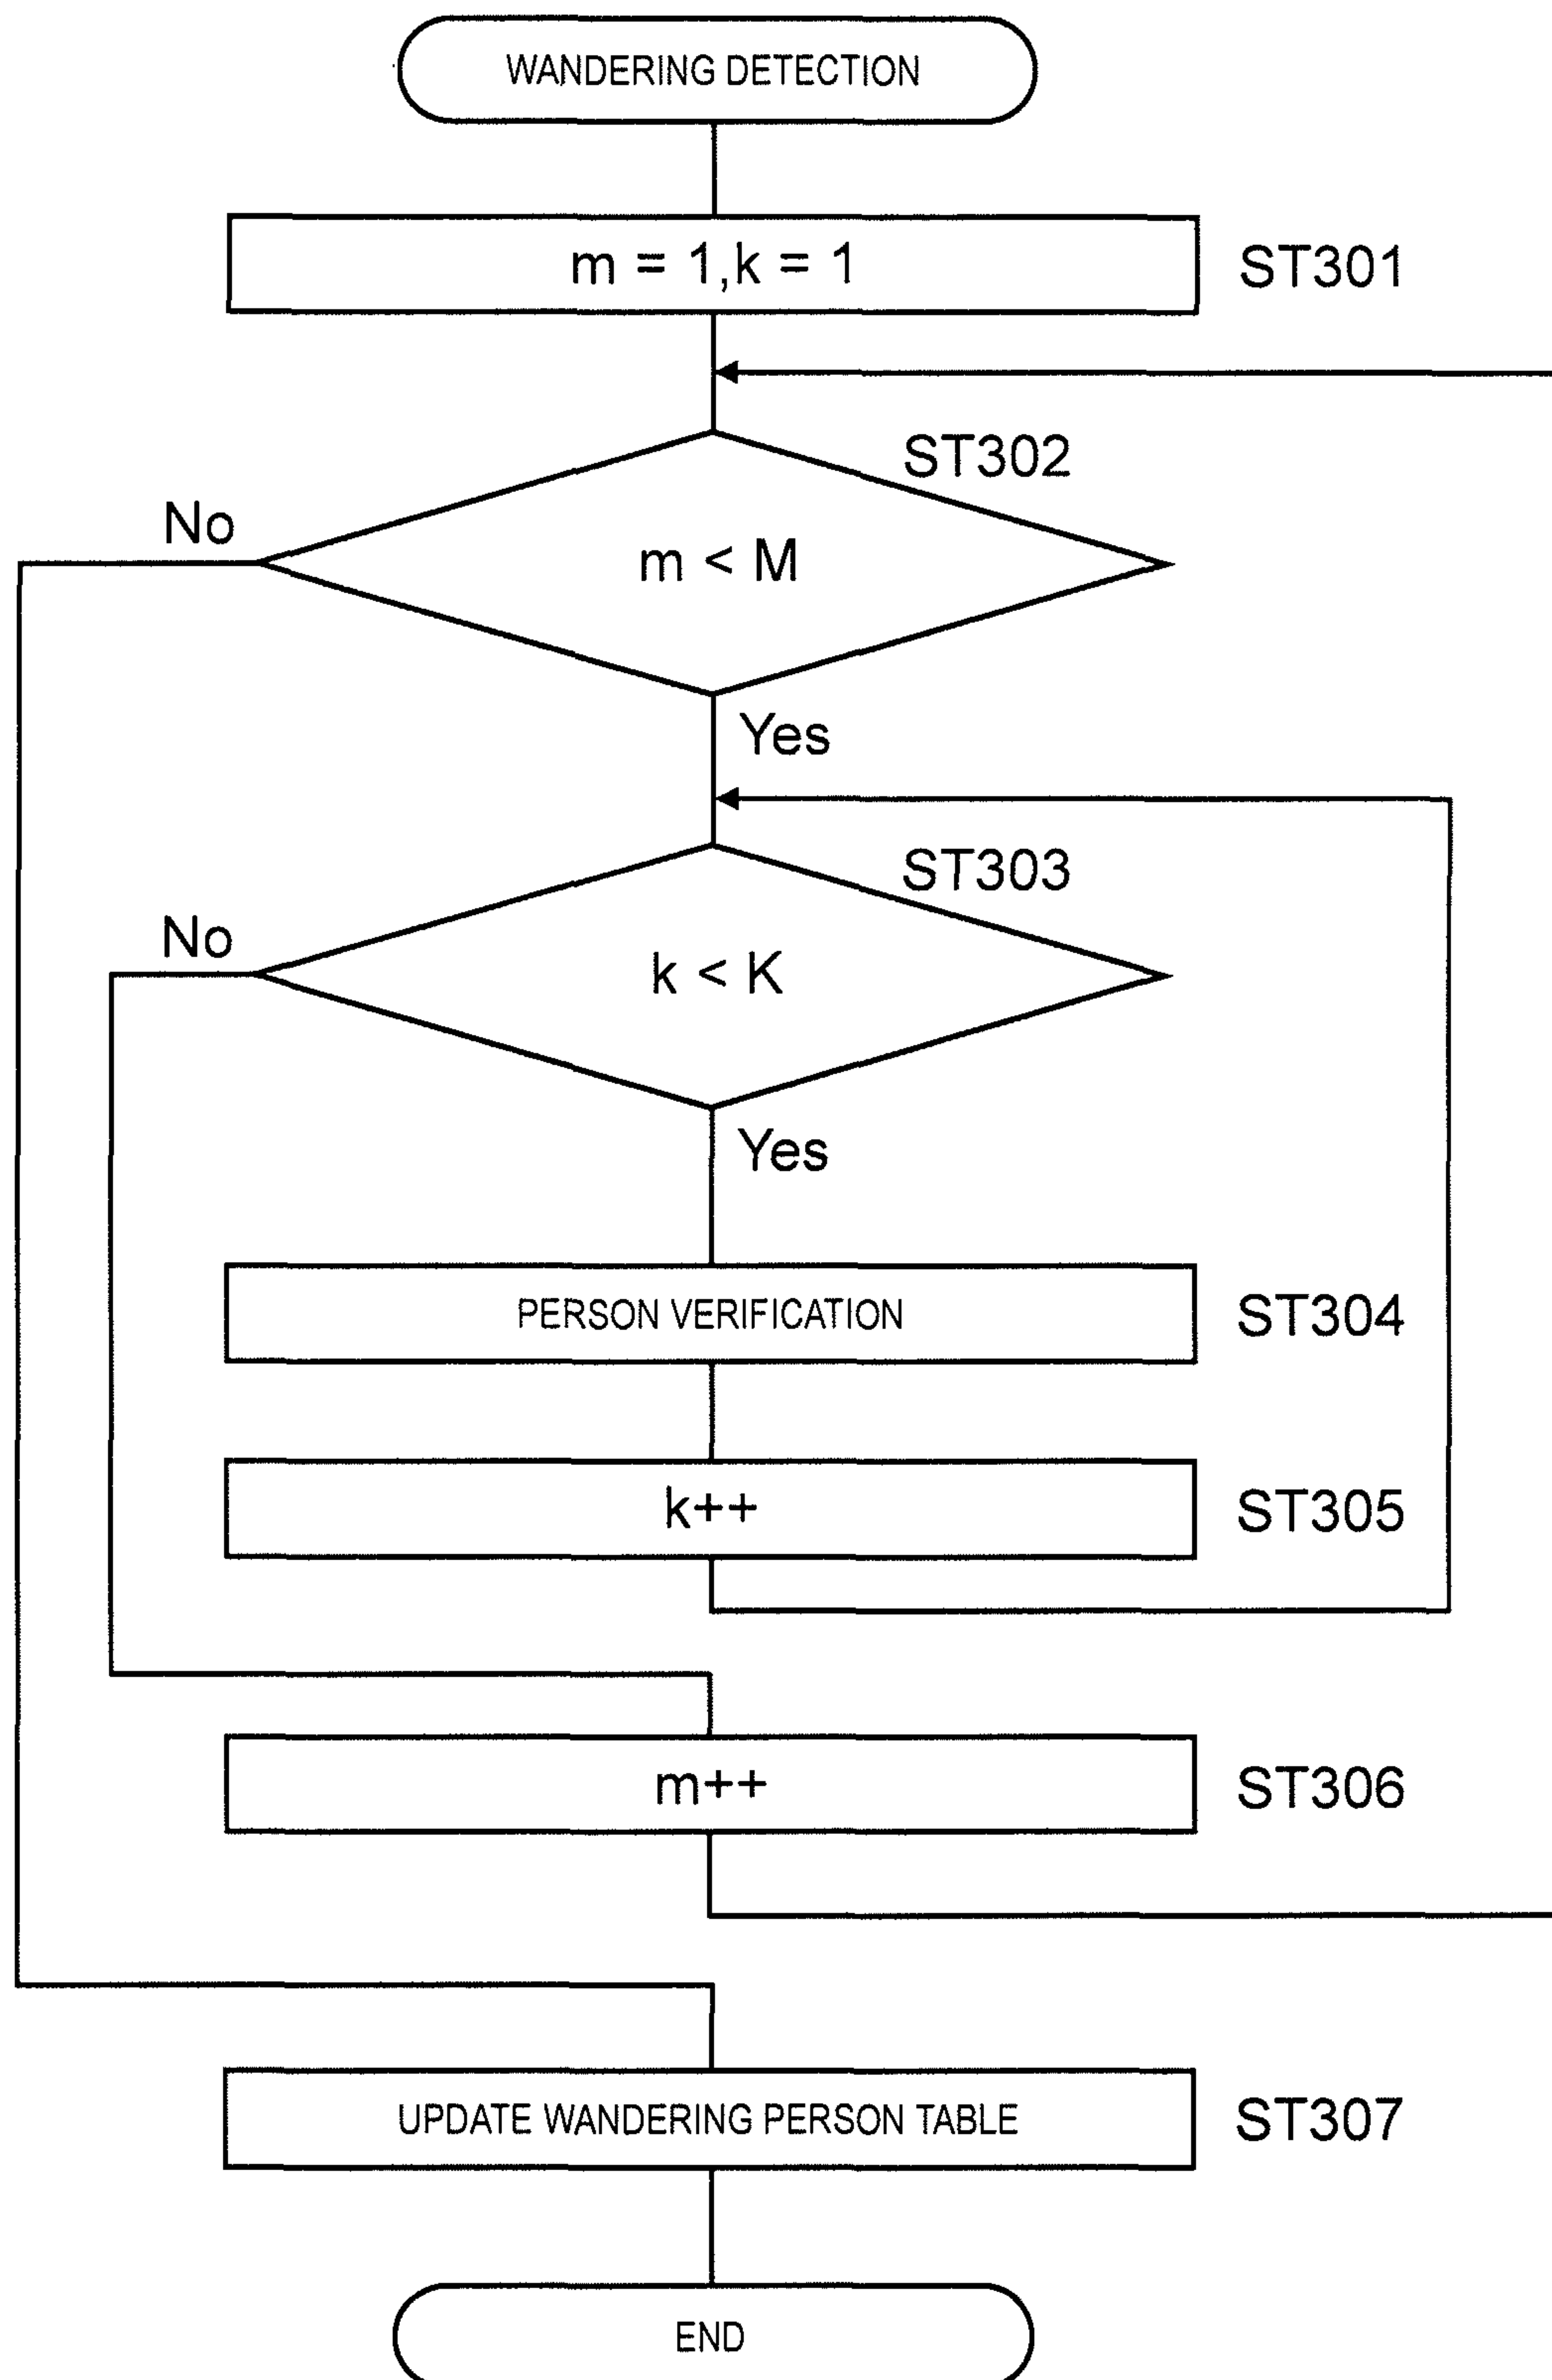 WANDERING DETECTION
m = 1,k = 1
ST301
ST302
No
m < M
Yes
ST303
No
k < K
Yes
PERSON VERIFICATION
ST304
k++
ST305
m++
ST306
UPDATE WANDERING PERSON TABLE
ST307
END